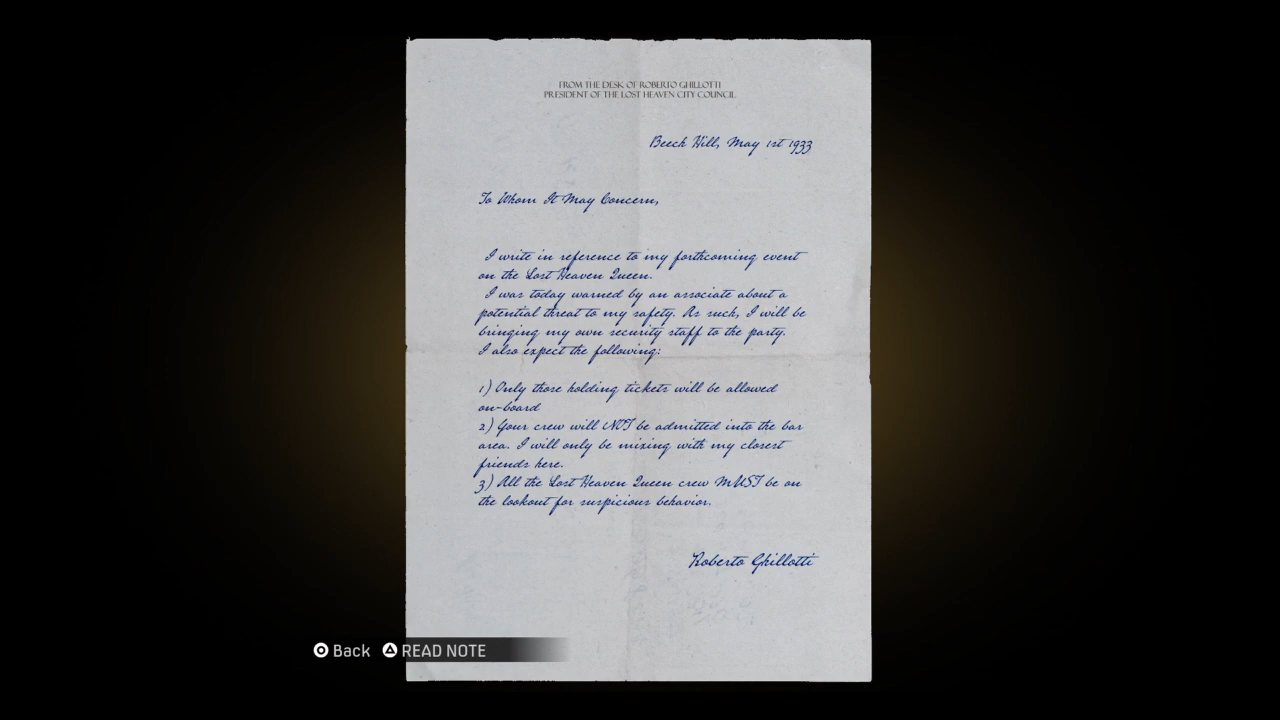 FROM THE DESK OF ROBERTO GHILLOTTI
PRESIDENT OF THE LOST HEAVEN CITY COUNCIL
Beech Hill, May 1st 1933
To Whom It May Concern,
I write in reference to my forthcoming event
on the Lost Heaven Queen.
I was today warned by an associate about a
potential threat to my safety. As such, I will be
bringing my own security staff to the party.
I also expect the following:
1) Only those holding tickets will be allowed
on-board
2) Your crew will NOT be admitted into the bar
area. I will only be mixing with my closest
friends here.
3) All the Lost Heaven Queen crew MUST be on
the lookout for suspicious behavior.
Roberto Ghillotti
Back READ NOTE